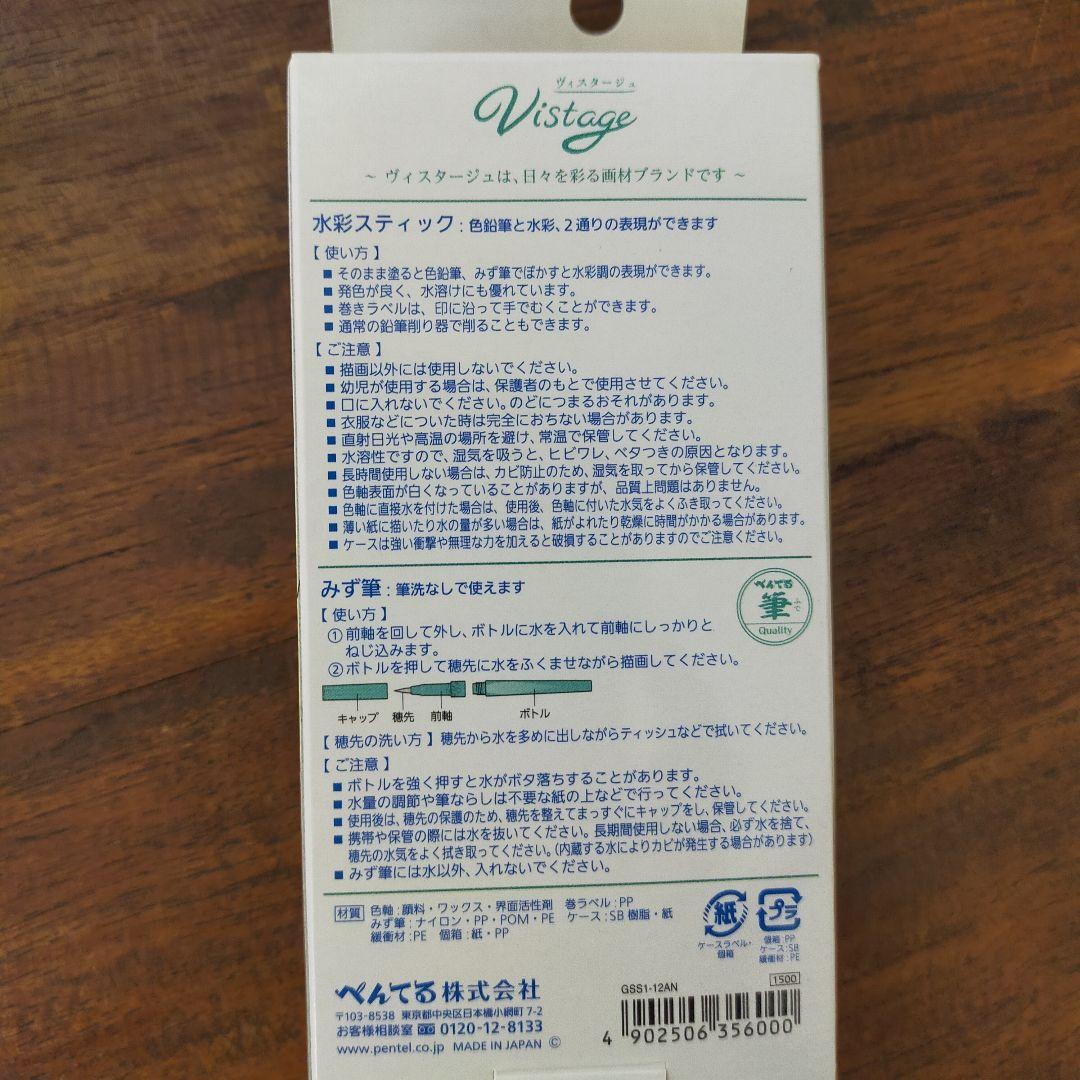 ヴィスタージュ
Vistage
~ ヴィスタージュは、日々を彩る画材ブランドです ~
水彩スティック : 色鉛筆と水彩、2通りの表現ができます
【 使い方 】
■ そのまま塗ると色鉛筆、みず筆でぼかすと水彩調の表現ができます。
■ 発色が良く、水溶けにも優れています。
■ 巻きラベルは、印に沿って手でむくことができます。
■ 通常の鉛筆削り器で削ることもできます。
【 ご注意 】
■ 描画以外には使用しないでください。
■ 幼児が使用する場合は、保護者のもとで使用させてください。
■ 口に入れないでください。のどにつまるおそれがあります。
■ 衣服などについた時は完全におちない場合があります。
■ 直射日光や高温の場所を避け、常温で保管してください。
■ 水溶性ですので、湿気を吸うと、ヒビワレ、ベタつきの原因となります。
■ 長時間使用しない場合は、カビ防止のため、湿気を取ってから保管してください。
■ 色軸表面が白くなっていることがありますが、品質上問題はありません。
■ 色軸に直接水を付けた場合は、使用後、色軸に付いた水気をよくふき取ってください。
■ 薄い紙に描いたり水の量が多い場合は、紙がよれたり乾燥に時間がかかる場合があります。
■ ケースは強い衝撃や無理な力を加えると破損することがありますのでご注意ください。
みず筆 : 筆洗なしで使えます
ぺんてる
筆
ふで
Quality
【 使い方 】
①前軸を回して外し、ボトルに水を入れて前軸にしっかりと
ねじ込みます。
②ボトルを押して穂先に水をふくませながら描画してください。
キャップ 穂先 前軸 ボトル
【 穂先の洗い方 】穂先から水を多めに出しながらティッシュなどで拭いてください。
【 ご注意 】
■ ボトルを強く押すと水がボタ落ちすることがあります。
■ 水量の調節や筆ならしは不要な紙の上などで行ってください。
■ 使用後は、穂先の保護のため、穂先を整えてまっすぐにキャップをし、保管してください。
■ 携帯や保管の際には水を抜いてください。長期間使用しない場合、必ず水を捨て、
穂先の水気をよく拭き取ってください。(内蔵する水によりカビが発生する場合があります)
■ みず筆には水以外、入れないでください。
材質 色軸:顔料・ワックス・界面活性剤 巻ラベル:PP
みず筆:ナイロン・PP・POM・PE ケース:SB樹脂・紙
緩衝材:PE 個箱:紙・PP
紙
ケースラベル・
個箱
プラ
個箱:PP
ケース:SB
緩衝材:PE
ぺんてる株式会社
〒103-8538 東京都中央区日本橋小網町7-2
お客様相談室 0120-12-8133
www.pentel.co.jp MADE IN JAPAN Ⓒ
GSS1-12AN
1500
4 902506 356000